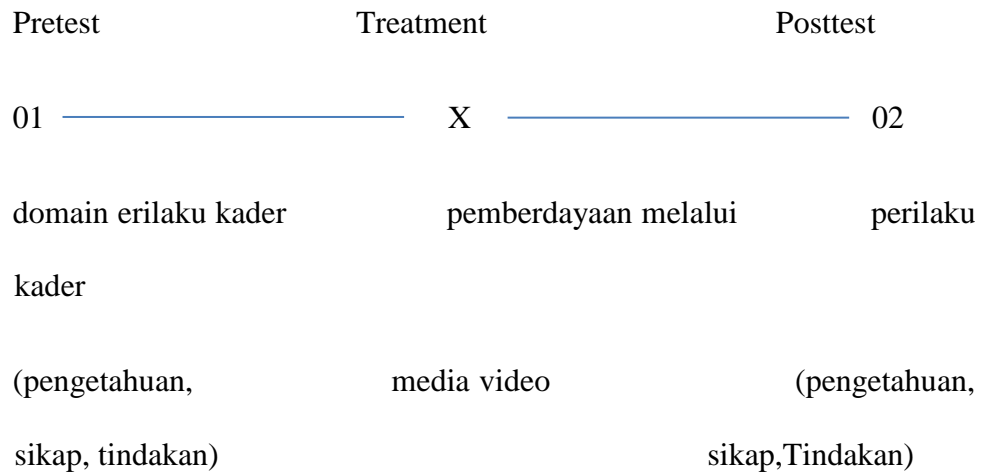 Pretest Treatment Posttest
01 X 02
domain erilaku kader pemberdayaan melalui perilaku
kader
(pengetahuan, media video (pengetahuan,
sikap, tindakan) sikap,Tindakan)